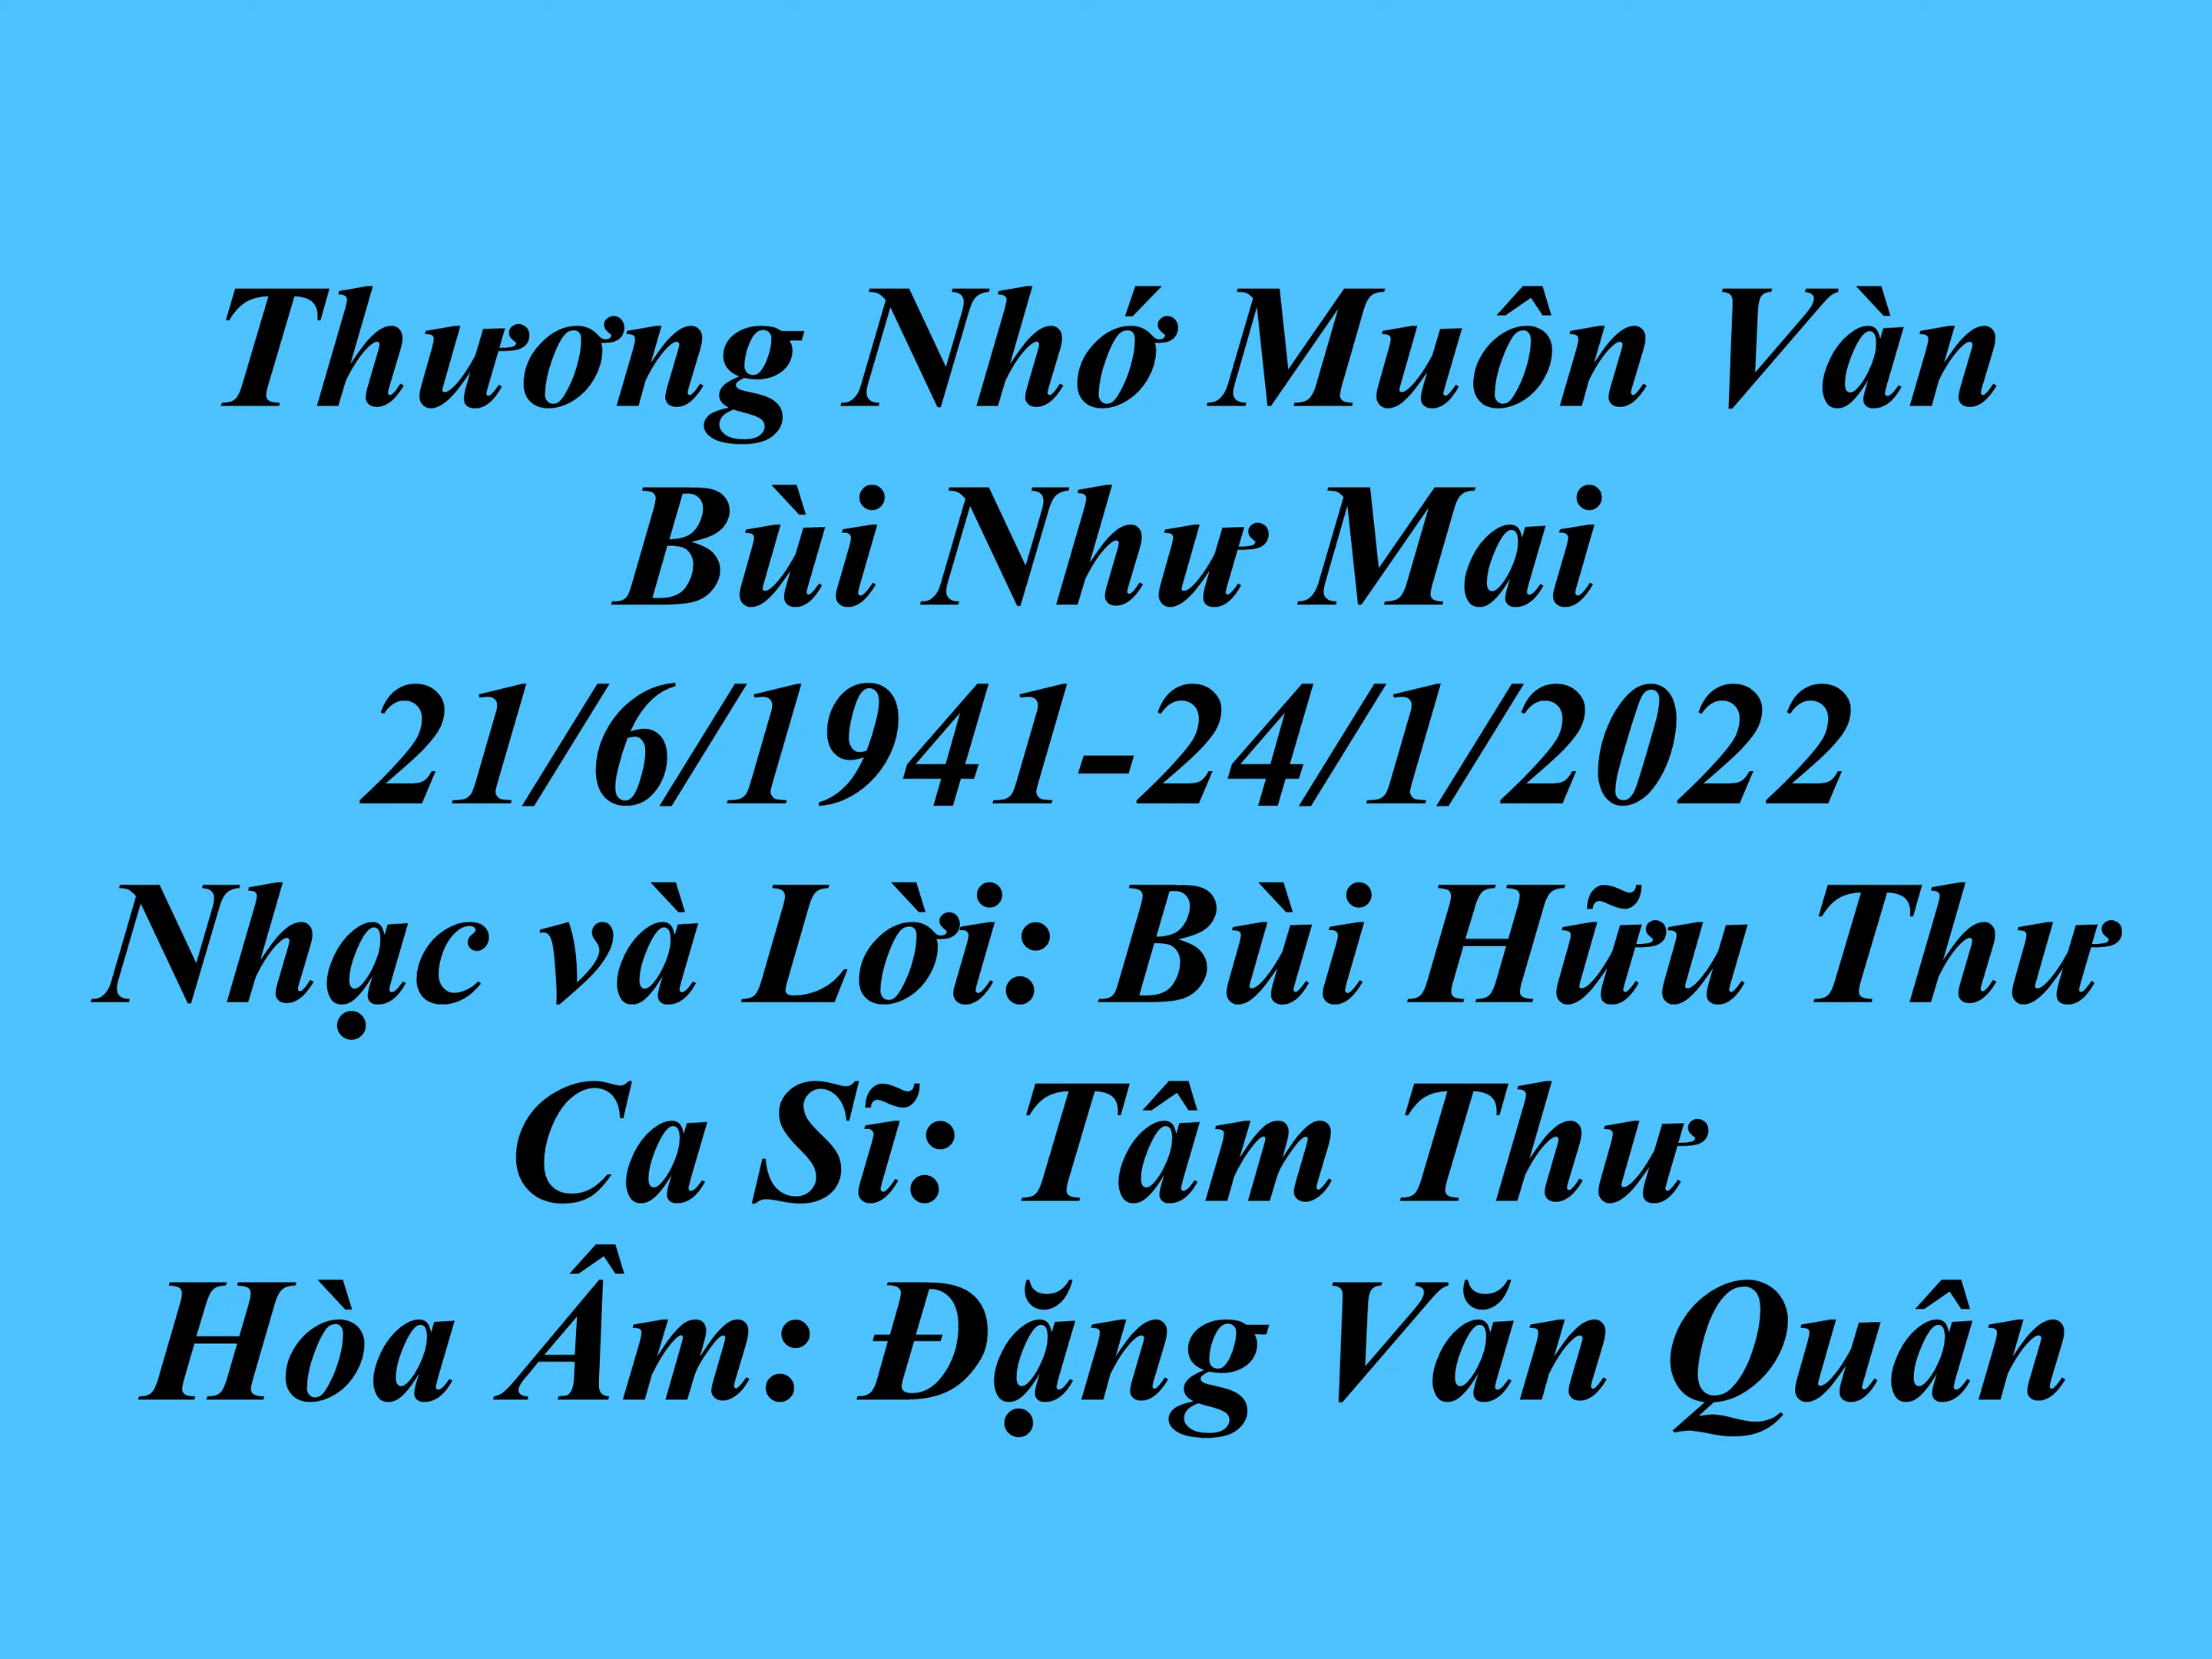 Thương Nhớ Muôn Vàn
Bùi Như Mai
21/6/1941-24/1/2022
Nhạc và Lời: Bùi Hữu Thư
Ca Sĩ: Tâm Thư
Hòa Âm: Đặng Văn Quân